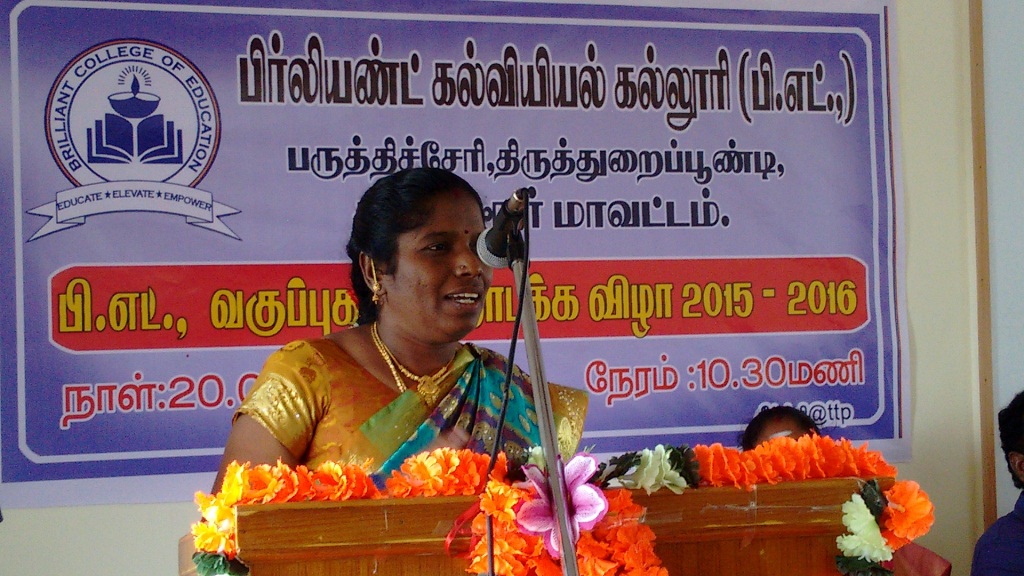 BRILLIANT COLLEGE OF EDUCATION
EDUCATE ★ ELEVATE ★ EMPOWER
பிர்லியண்ட் கல்வியியல் கல்லூரி (பி.எட்.,)
பருத்திச்சேரி,திருத்துறைப்பூண்டி,
மாவட்டம்.
பி.எட்., விழா 2015 - 2016
நாள்:20.0
நேரம் :10.30மணி
@ttp